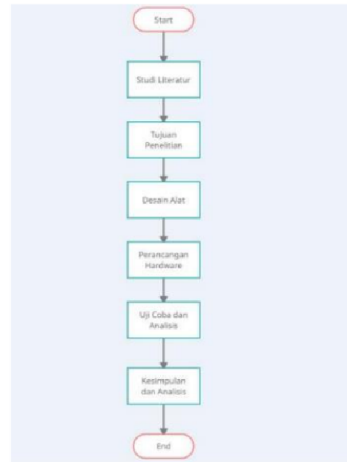 Start
Studi Literatur
Tujuan
Penelitian
Desain Alat
Perancangan
Hardware
Uji Coba dan
Analisis
Kesimpulan
dan Analisis
End